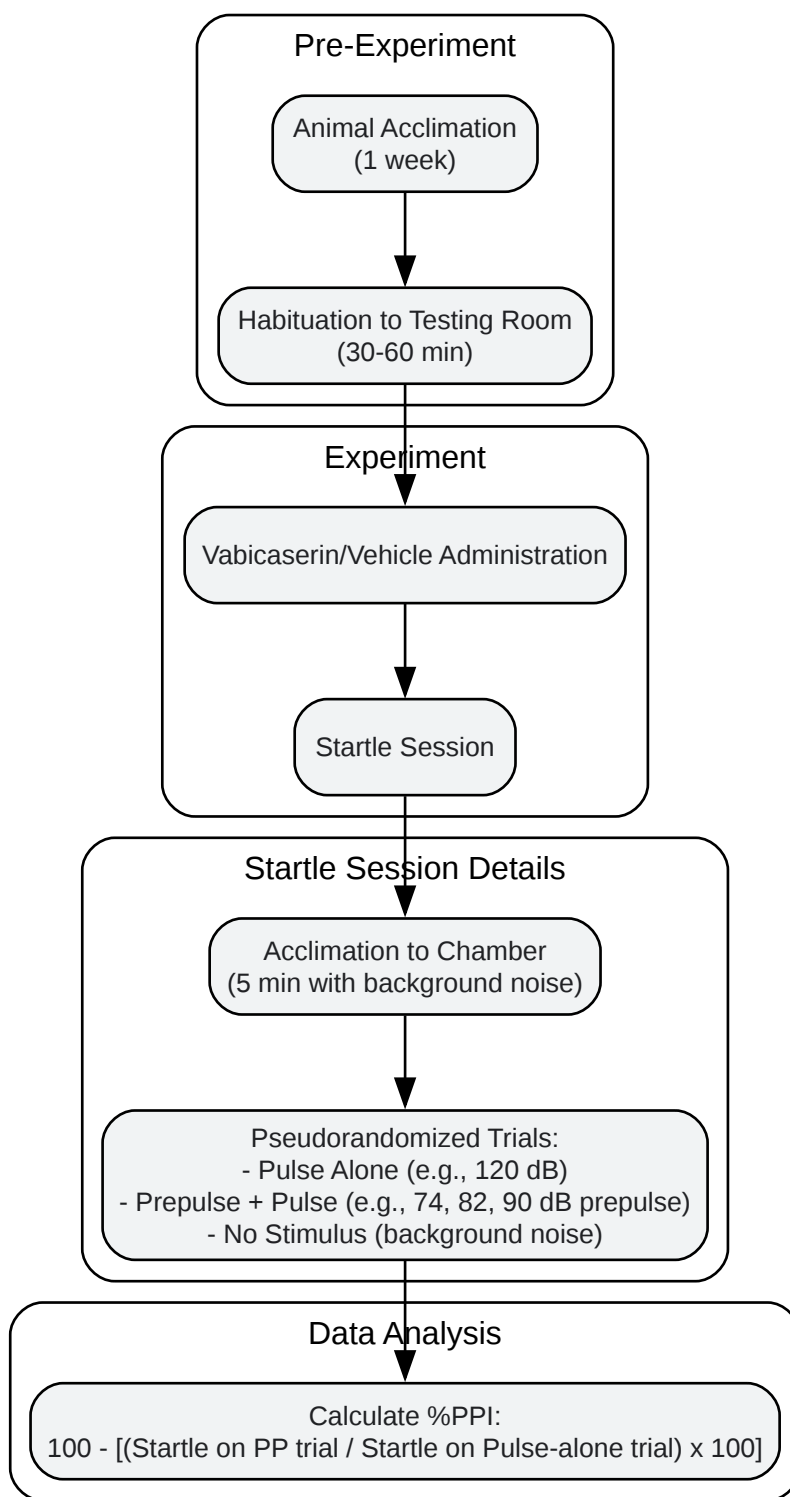 Pre-Experiment
Animal Acclimation
(1 week)
Habituation to Testing Room
(30-60 min)
Experiment
Vabicaserin/Vehicle Administration
Startle Session
Startle Session Details
Acclimation to Chamber
(5 min with background noise)
Pseudorandomized Trials:
- Pulse Alone (e.g., 120 dB)
- Prepulse + Pulse (e.g., 74, 82, 90 dB prepulse)
- No Stimulus (background noise)
Data Analysis
Calculate %PPI:
100 - [(Startle on PP trial / Startle on Pulse-alone trial) x 100]